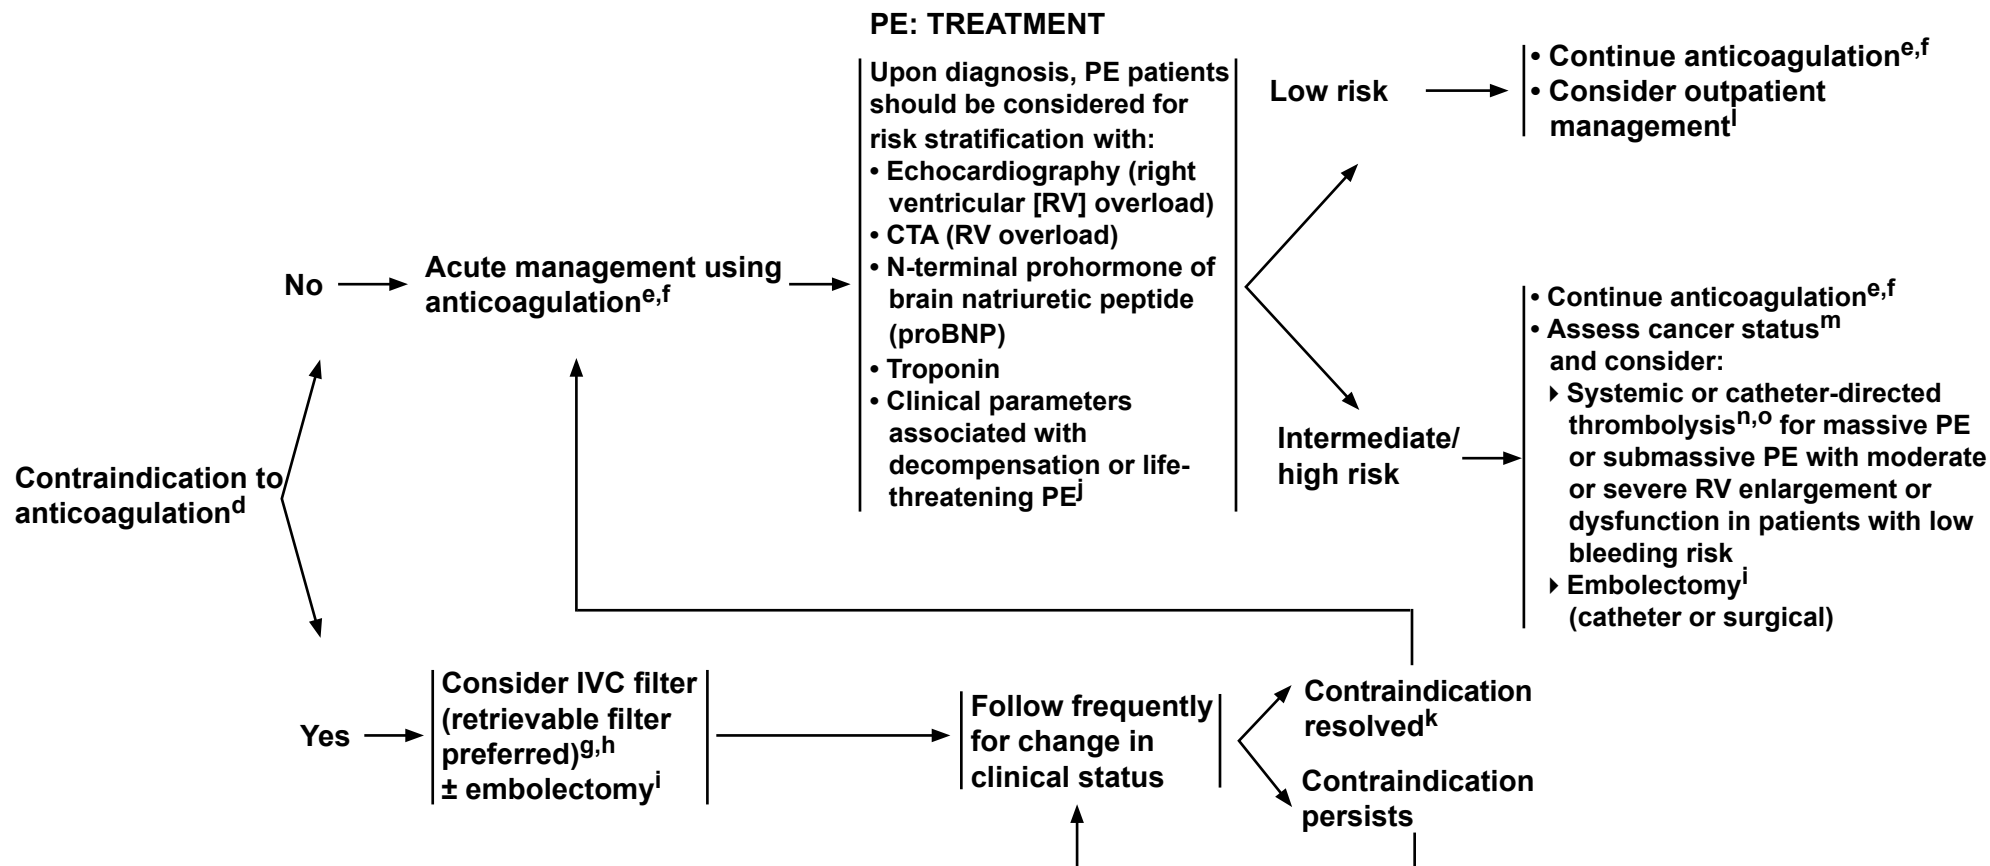 PE: TREATMENT
Contraindication to
anticoagulationd
No
Acute management using
anticoagulatione,f
Upon diagnosis, PE patients
should be considered for
risk stratification with:
• Echocardiography (right
ventricular [RV] overload)
• CTA (RV overload)
• N-terminal prohormone of
brain natriuretic peptide
(proBNP)
• Troponin
• Clinical parameters
associated with
decompensation or life-
threatening PEj
Low risk
• Continue anticoagulatione,f
• Consider outpatient
managementl
Intermediate/
high risk
• Continue anticoagulatione,f
• Assess cancer statusm
and consider:
▸ Systemic or catheter-directed
thrombolysisn,o for massive PE
or submassive PE with moderate
or severe RV enlargement or
dysfunction in patients with low
bleeding risk
▸ Embolectomyi
(catheter or surgical)
Yes
Consider IVC filter
(retrievable filter
preferred)g,h
± embolectomyi
Follow frequently
for change in
clinical status
Contraindication
resolvedk
Contraindication
persists